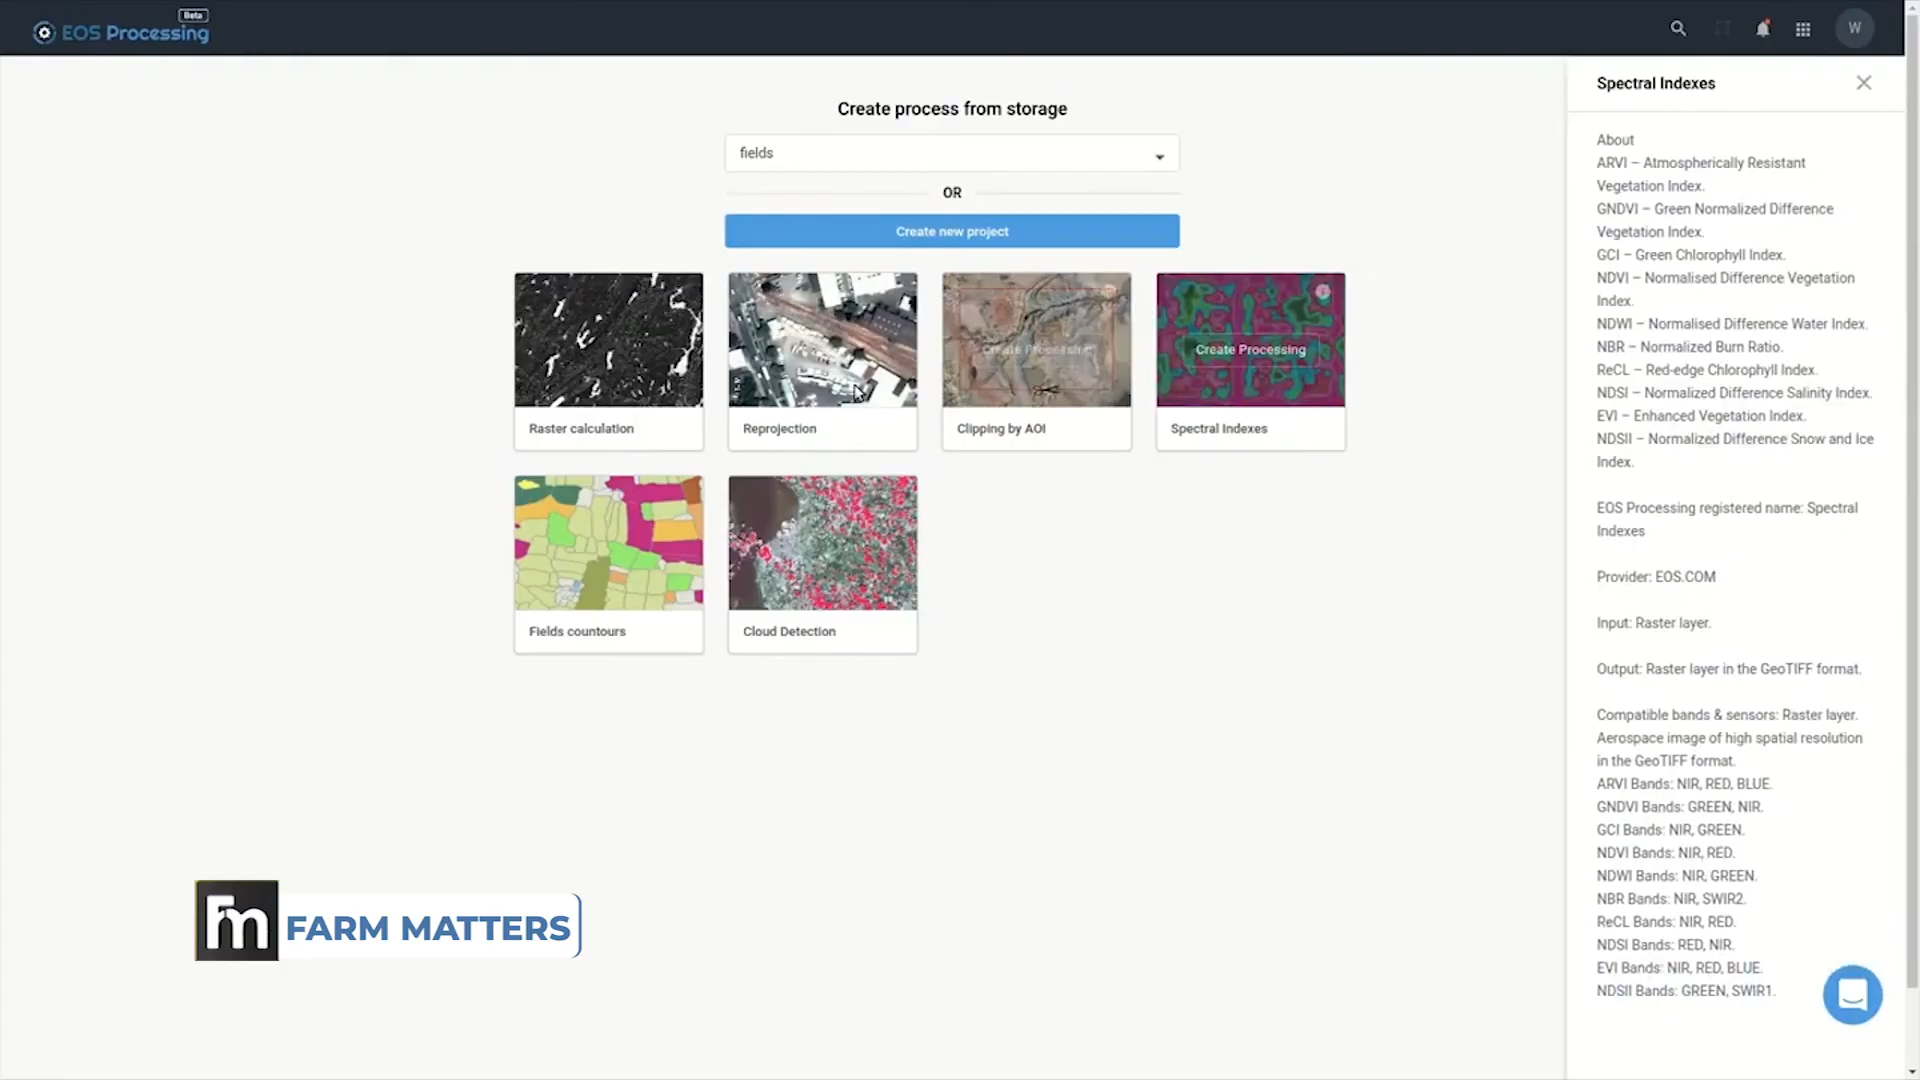 Beta
EOS Processing
W
Create process from storage
fields
OR
Create new project
Create Processing
Create Processing
Raster calculation
Reprojection
Clipping by AOI
Spectral Indexes
Fields countours
Cloud Detection
Spectral Indexes
About
ARVI – Atmospherically Resistant
Vegetation Index.
GNDVI – Green Normalized Difference
Vegetation Index.
GCI – Green Chlorophyll Index.
NDVI – Normalised Difference Vegetation
Index.
NDWI – Normalised Difference Water Index.
NBR – Normalized Burn Ratio.
ReCL – Red-edge Chlorophyll Index.
NDSI – Normalized Difference Salinity Index.
EVI – Enhanced Vegetation Index.
NDSII – Normalized Difference Snow and Ice
Index.
EOS Processing registered name: Spectral
Indexes
Provider: EOS.COM
Input: Raster layer.
Output: Raster layer in the GeoTIFF format.
Compatible bands & sensors: Raster layer.
Aerospace image of high spatial resolution
in the GeoTIFF format.
ARVI Bands: NIR, RED, BLUE.
GNDVI Bands: GREEN, NIR.
GCI Bands: NIR, GREEN.
NDVI Bands: NIR, RED.
NDWI Bands: NIR, GREEN.
NBR Bands: NIR, SWIR2.
ReCL Bands: NIR, RED.
NDSI Bands: RED, NIR.
EVI Bands: NIR, RED, BLUE.
NDSII Bands: GREEN, SWIR1.
Fm FARM MATTERS